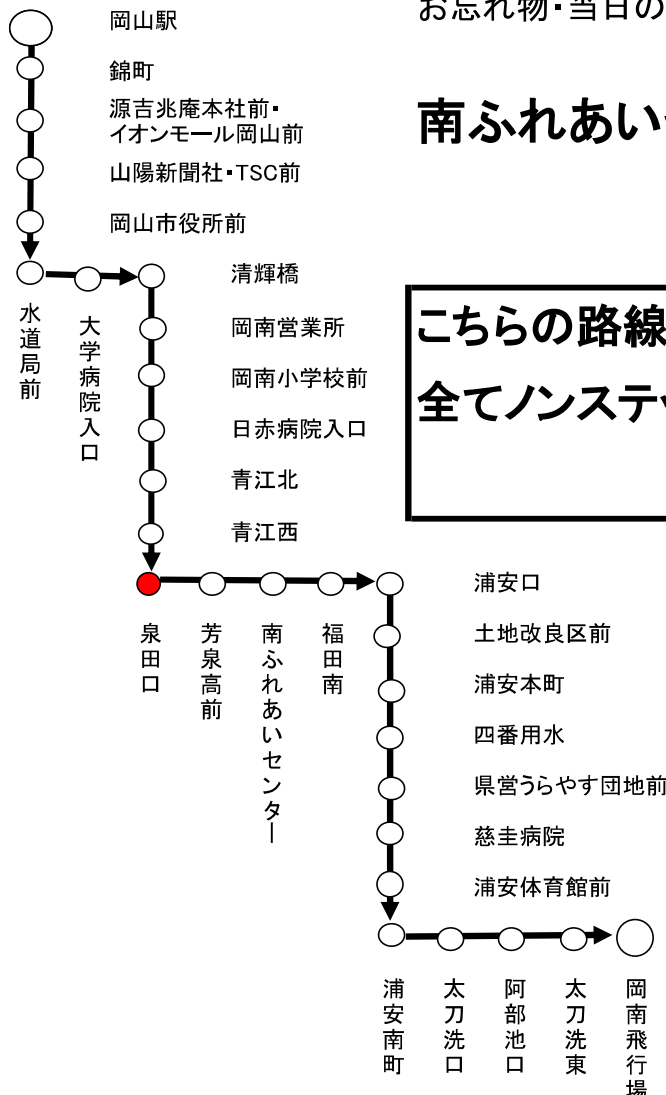 お忘れ物・当日の
岡山駅
錦町
源吉兆庵本社前・
イオンモール岡山前
南ふれあい
山陽新聞社・TSC前
岡山市役所前
清輝橋
水道局前
大学病院入口
岡南営業所
岡南小学校前
日赤病院入口
青江北
青江西
こちらの路線
全てノンステッ
泉田口
芳泉高前
南ふれあいセンター
福田南
浦安口
土地改良区前
浦安本町
四番用水
県営うらやす団地前
慈圭病院
浦安体育館前
浦安南町
太刀洗口
阿部池口
太刀洗東
岡南飛行場